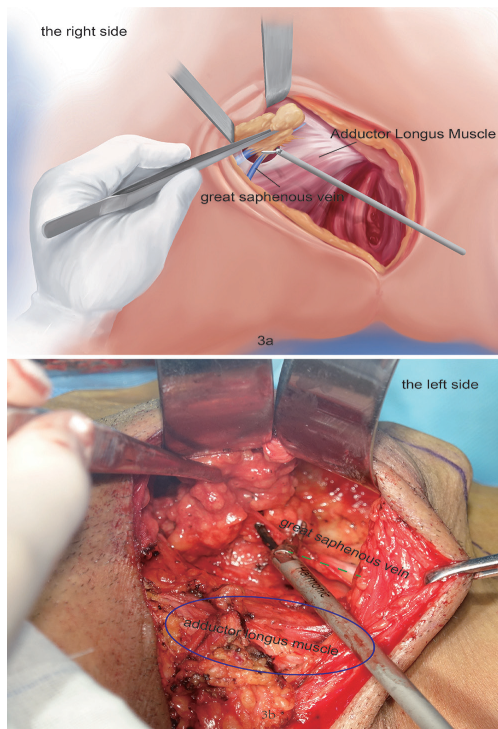 the right side
Adductor Longus Muscle
great saphenous vein
3a
the left side
great saphenous vein
HARMONIC
adductor longus muscle
3b